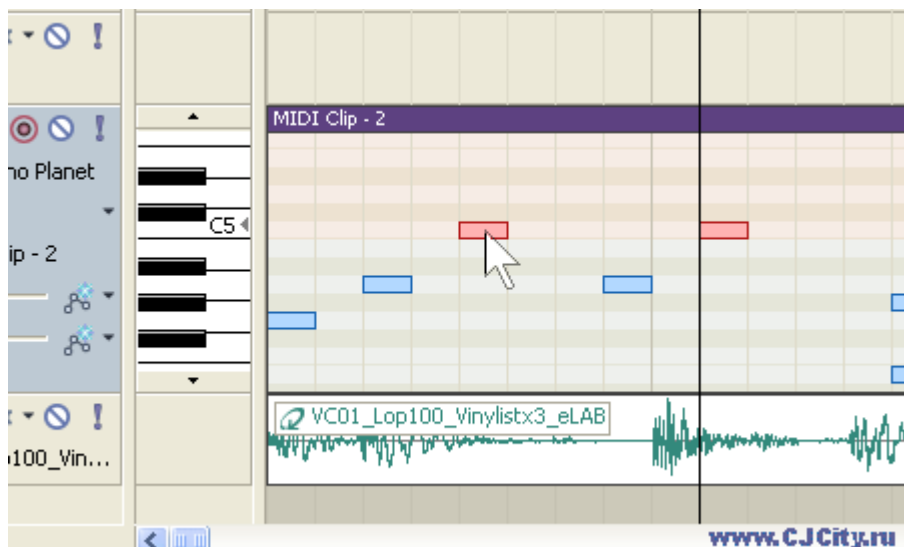 MIDI Clip - 2
no Planet
C5
ip - 2
VC01_Lop100_Vinylistx3_eLAB
100_Vin...
www.CJCity.ru